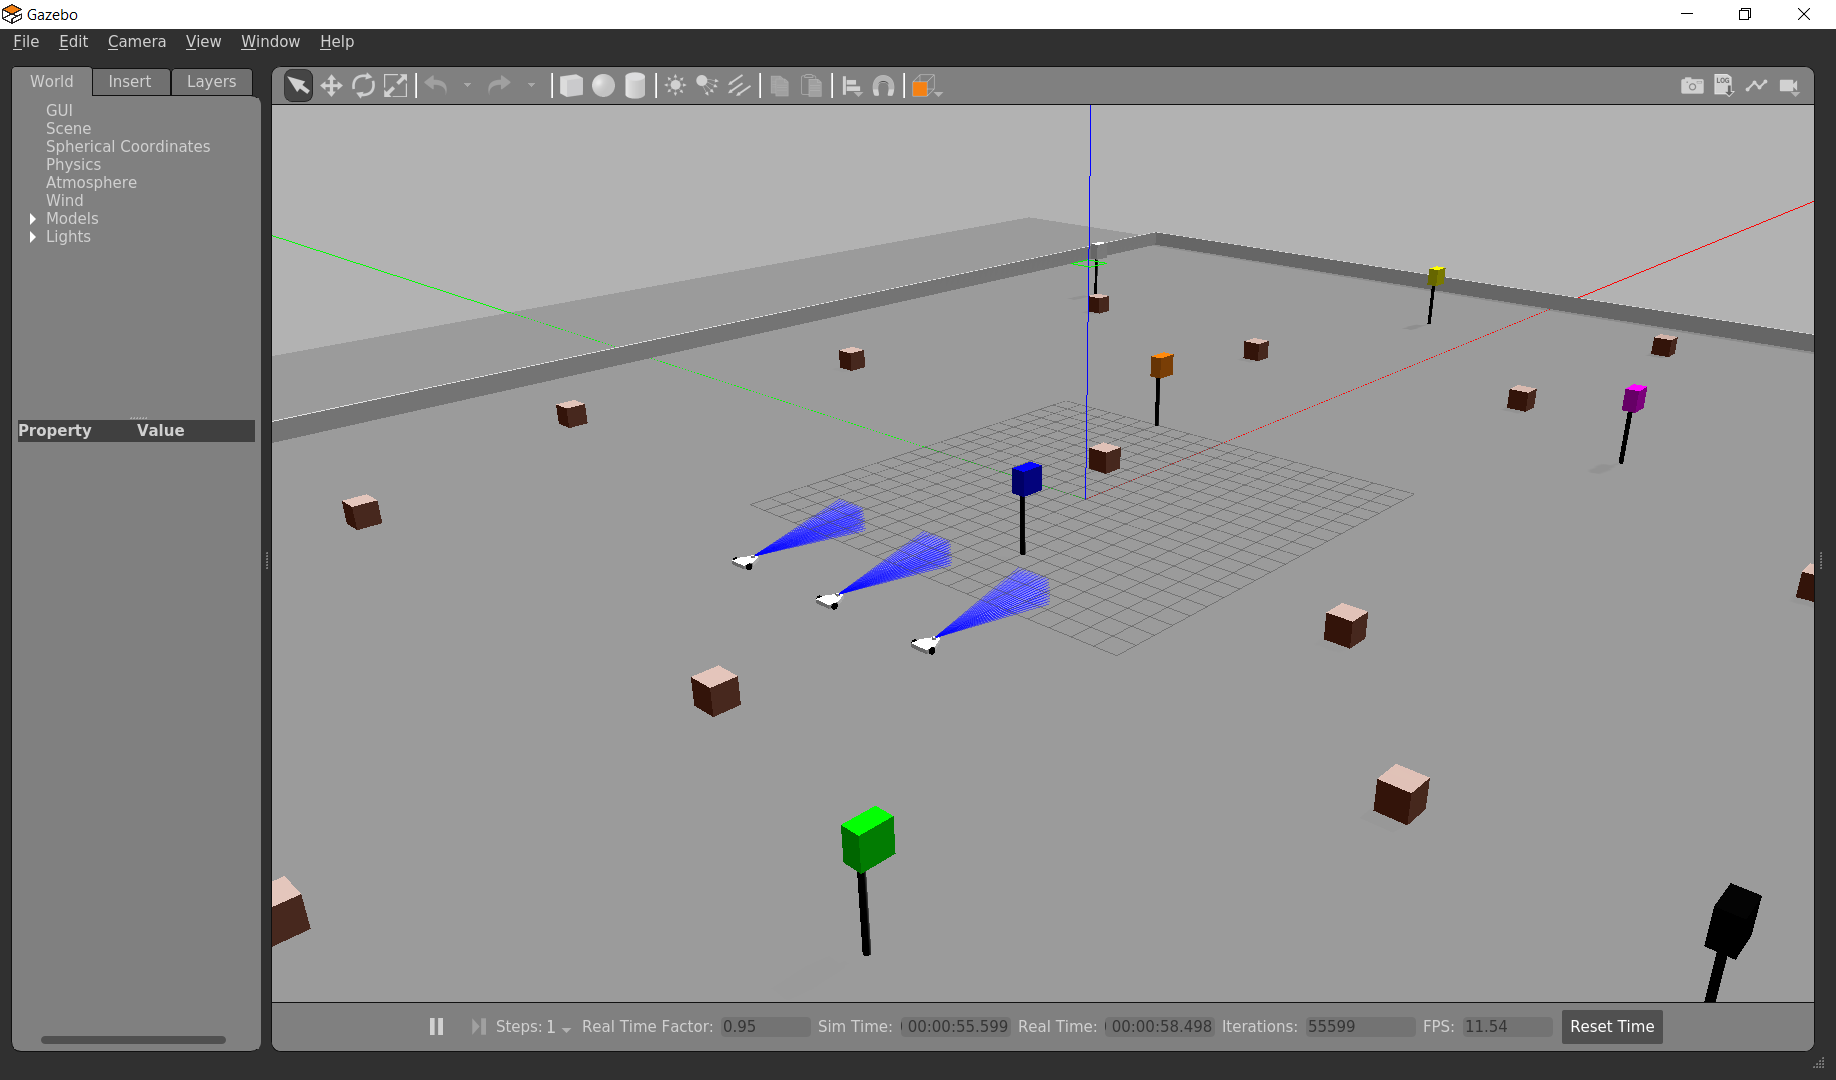 Gazebo
File Edit Camera View Window Help
World Insert Layers
GUI
Scene
Spherical Coordinates
Physics
Atmosphere
Wind
Models
Lights
Property Value
LOG
Steps: 1 Real Time Factor: 0.95 Sim Time: 00:00:55.599 Real Time: 00:00:58.498 Iterations: 55599 FPS: 11.54 Reset Time